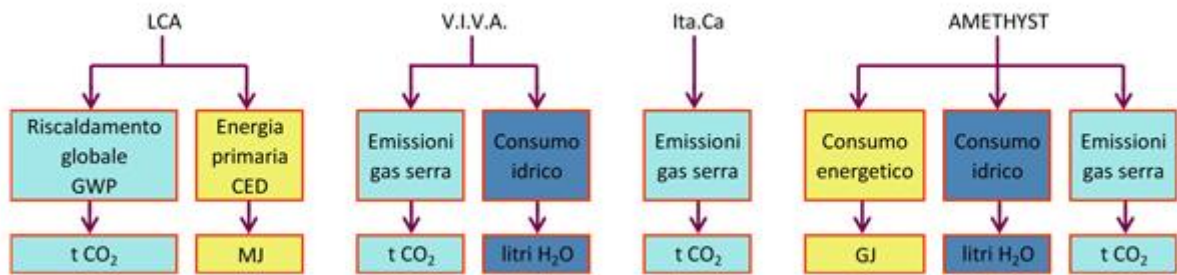 LCA
V.I.V.A.
Ita.Ca
AMETHYST
Riscaldamento
globale
GWP
Energia
primaria
CED
Emissioni
gas serra
Consumo
idrico
Emissioni
gas serra
Consumo
energetico
Consumo
idrico
Emissioni
gas serra
t CO₂
MJ
t CO₂
litri H₂O
t CO₂
GJ
litri H₂O
t CO₂